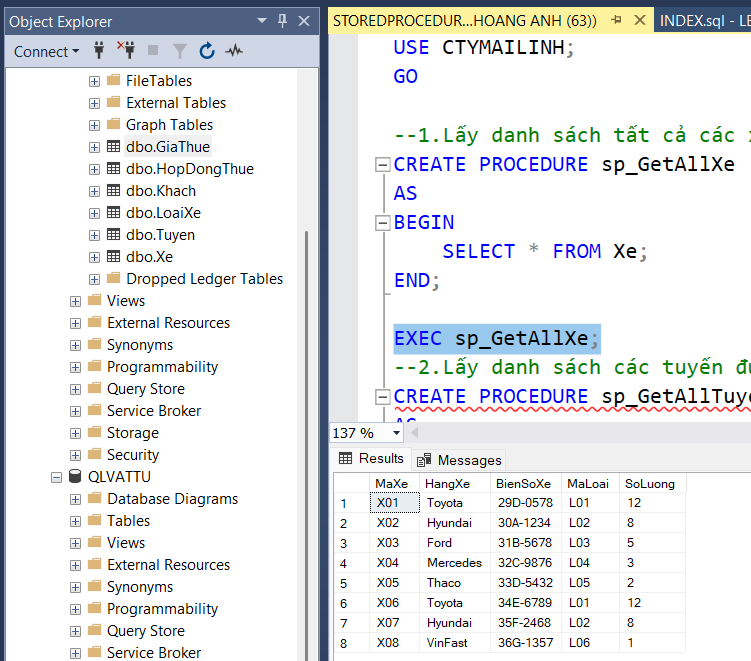 Object Explorer
Connect
FileTables
External Tables
Graph Tables
dbo.GiaThue
dbo.HopDongThue
dbo.Khach
dbo.LoaiXe
dbo.Tuyen
dbo.Xe
Dropped Ledger Tables
Views
External Resources
Synonyms
Programmability
Query Store
Service Broker
Storage
Security
QLVATTU
Database Diagrams
Tables
Views
External Resources
Synonyms
Programmability
Query Store
Service Broker
STOREDPROCEDUR...HOANG ANH (63)) INDEX.sql - LE
USE CTYMAILINH;
GO
--1.Lấy danh sách tất cả các x
CREATE PROCEDURE sp_GetAllXe
AS
BEGIN
SELECT * FROM Xe;
END;
EXEC sp_GetAllXe;
--2.Lấy danh sách các tuyến đư
CREATE PROCEDURE sp_GetAllTuye
AS
137 %
Results Messages
MaXe HangXe BienSoXe MaLoai SoLuong
1 X01 Toyota 29D-0578 L01 12
2 X02 Hyundai 30A-1234 L02 8
3 X03 Ford 31B-5678 L03 5
4 X04 Mercedes 32C-9876 L04 3
5 X05 Thaco 33D-5432 L05 2
6 X06 Toyota 34E-6789 L01 12
7 X07 Hyundai 35F-2468 L02 8
8 X08 VinFast 36G-1357 L06 1